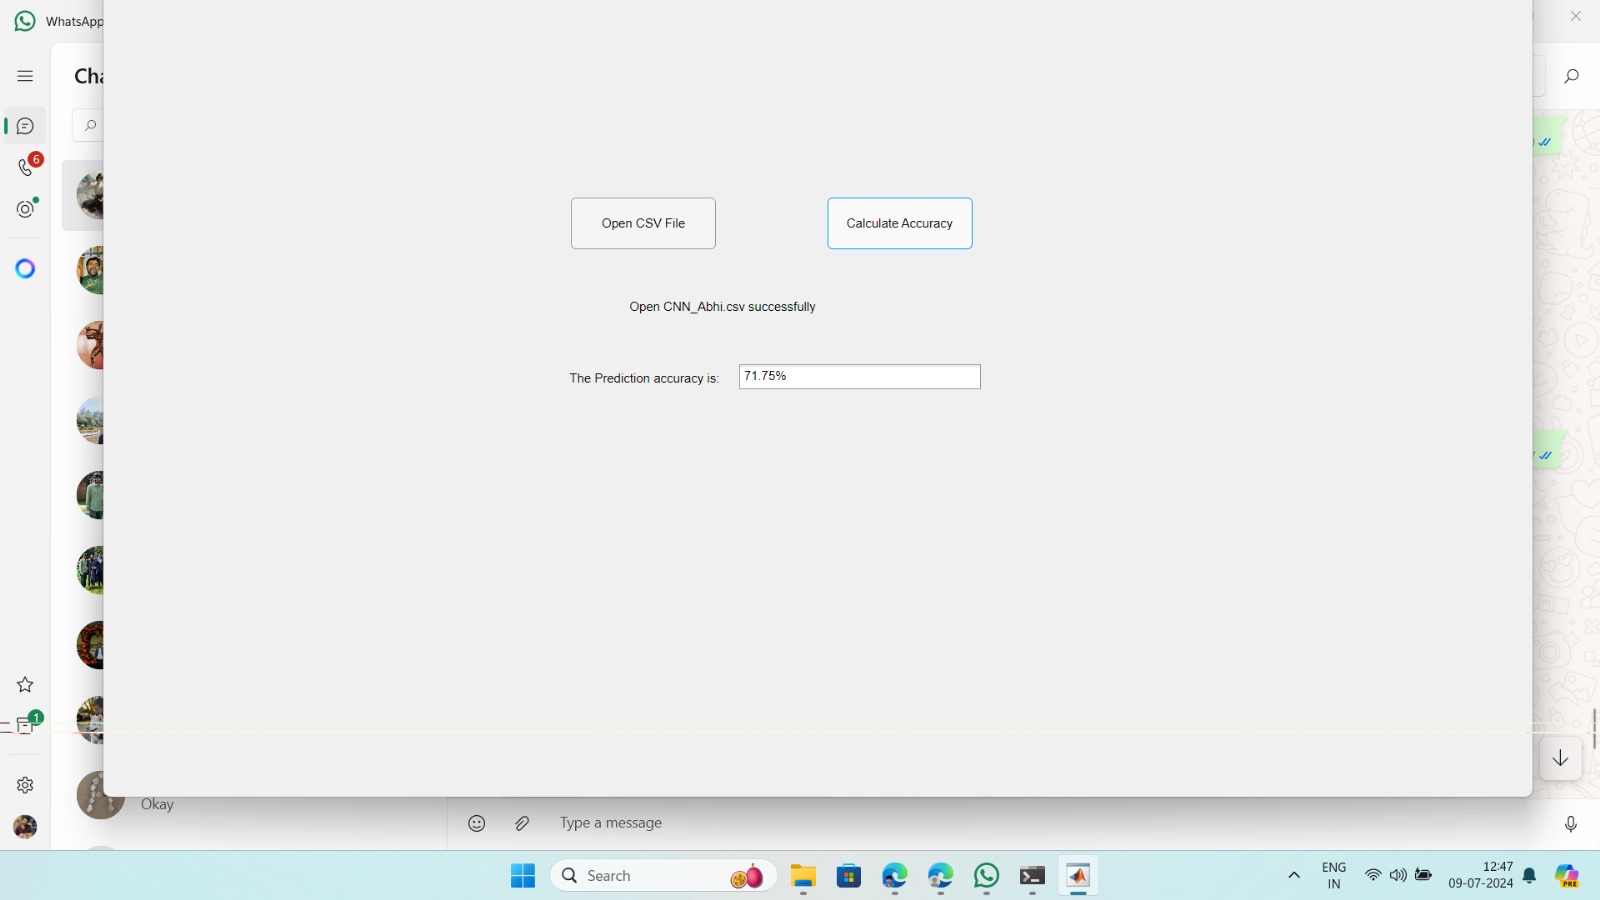 WhatsApp
Cha
6
Open CSV File
Calculate Accuracy
Open CNN_Abhi.csv successfully
The Prediction accuracy is:
71.75%
1
Okay
Type a message
Search
ENG
IN
12:47
09-07-2024
PRE